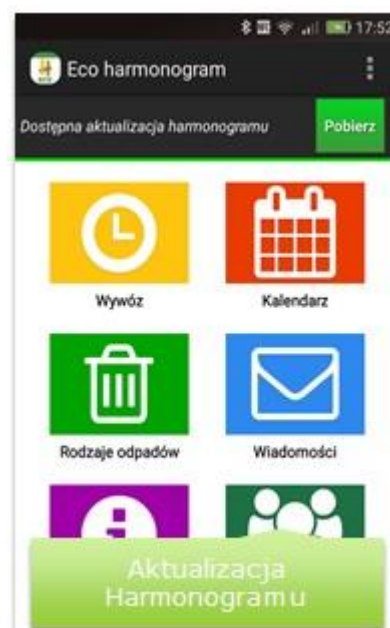 17:52
Eco harmonogram
Dostępna aktualizacja harmonogramu
Pobierz
Wywóz
Kalendarz
Rodzaje odpadów
Wiadomości
Aktualizacja
Harmonogramu